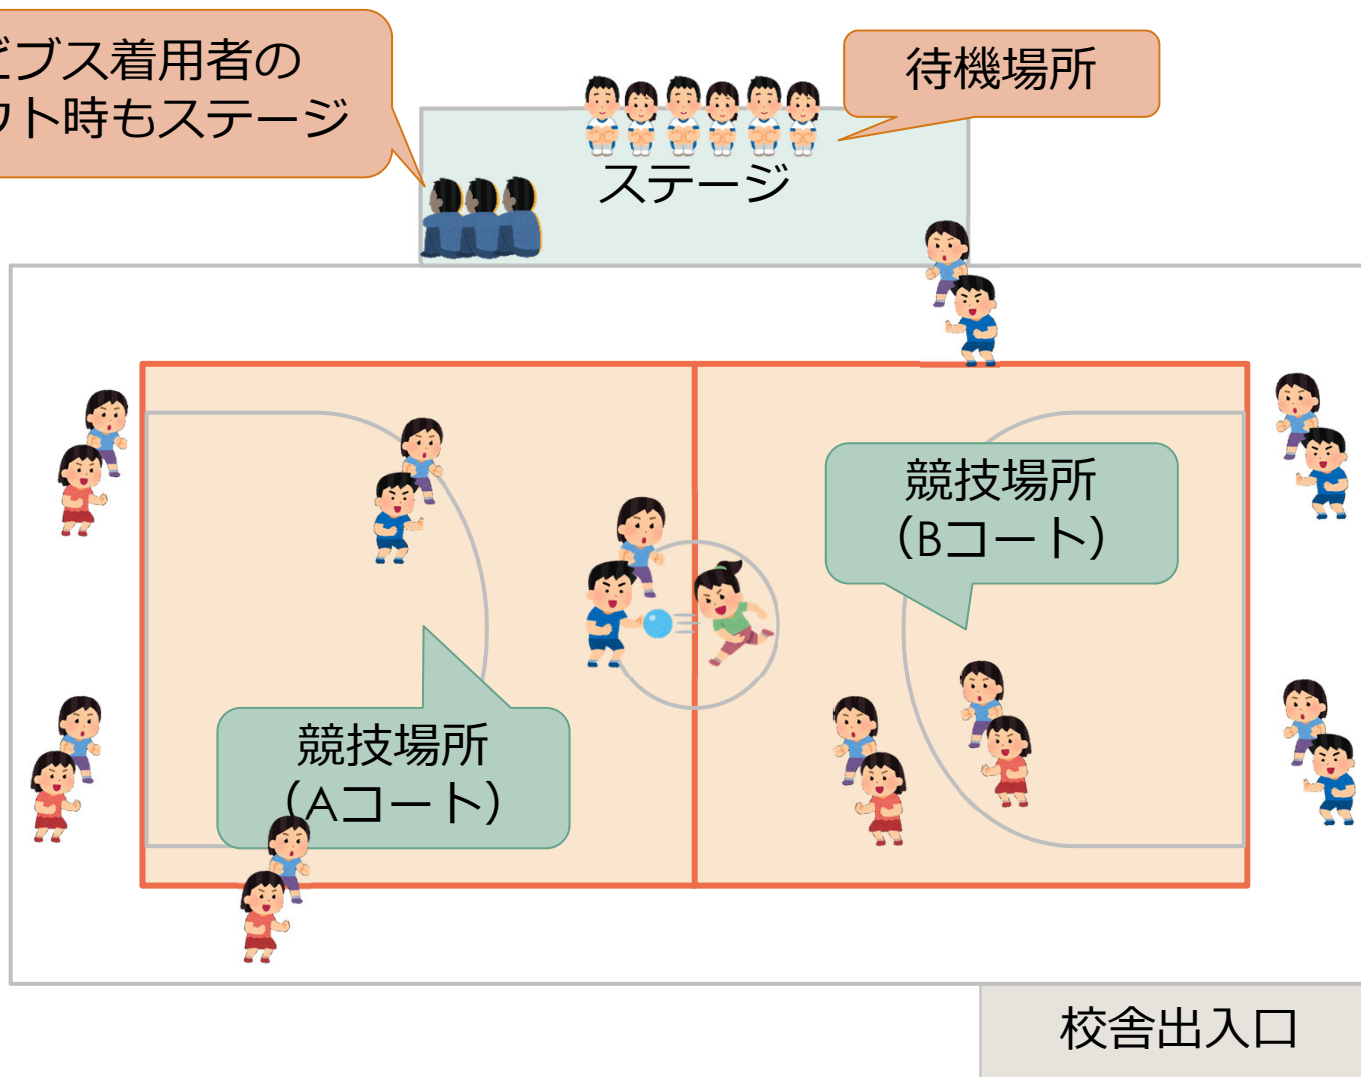 ビブス着用者の
ウト時もステージ
待機場所
ステージ
競技場所
（Bコート）
競技場所
（Aコート）
校舎出入口